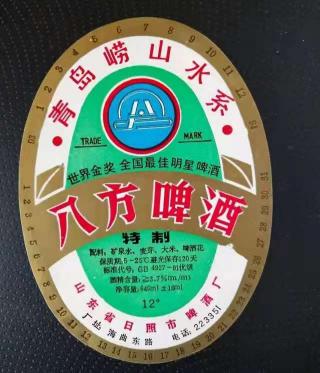 青岛崂山水系
TRADE MARK
世界金奖 全国最佳明星啤酒
八方啤酒
特制
配料:矿泉水、麦芽、大米、啤酒花
保质期:5-25℃避光保存120天
标准代号:GB 4927-91优级
酒精含量:≥3.7%(m/m)
净容量:640ml±10ml
12°
山东省日照市啤酒厂
厂址:海曲东路 电话:223351